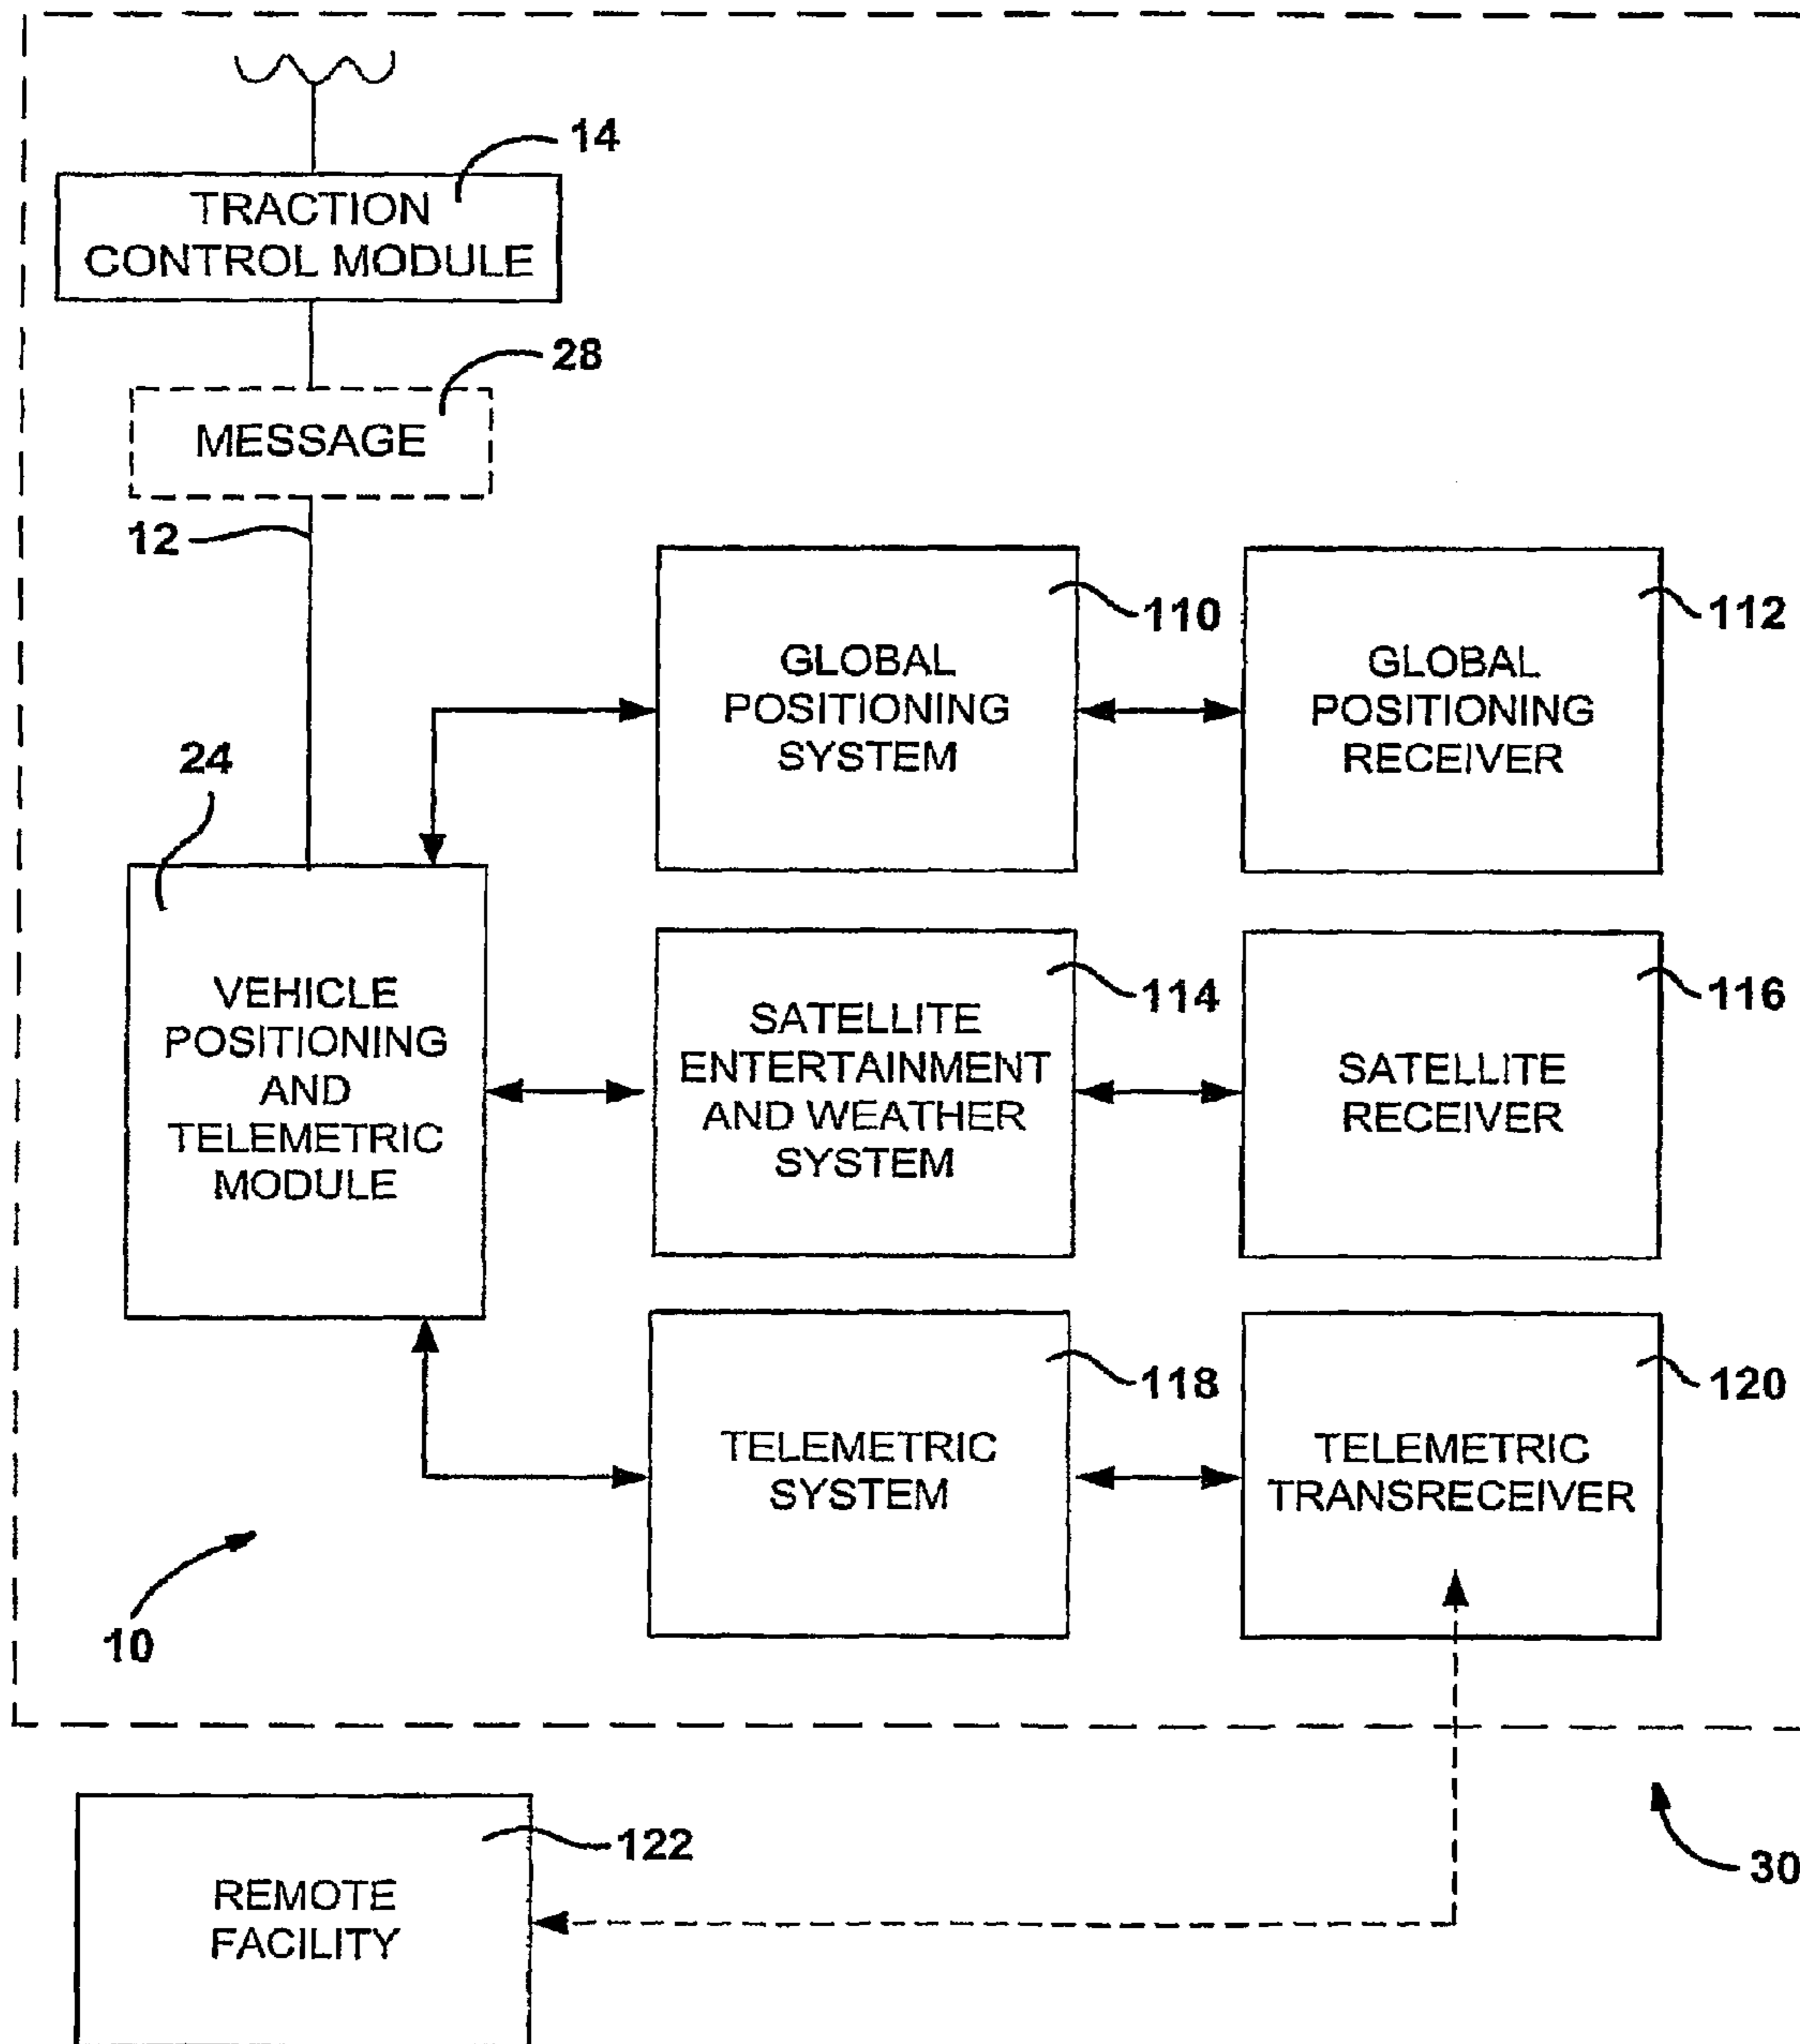 14
TRACTION
CONTROL MODULE
28
MESSAGE
12
110
GLOBAL
POSITIONING
SYSTEM
112
GLOBAL
POSITIONING
RECEIVER
24
VEHICLE
POSITIONING
AND
TELEMETRIC
MODULE
114
SATELLITE
ENTERTAINMENT
AND WEATHER
SYSTEM
116
SATELLITE
RECEIVER
118
TELEMETRIC
SYSTEM
120
TELEMETRIC
TRANSRECEIVER
10
122
REMOTE
FACILITY
30